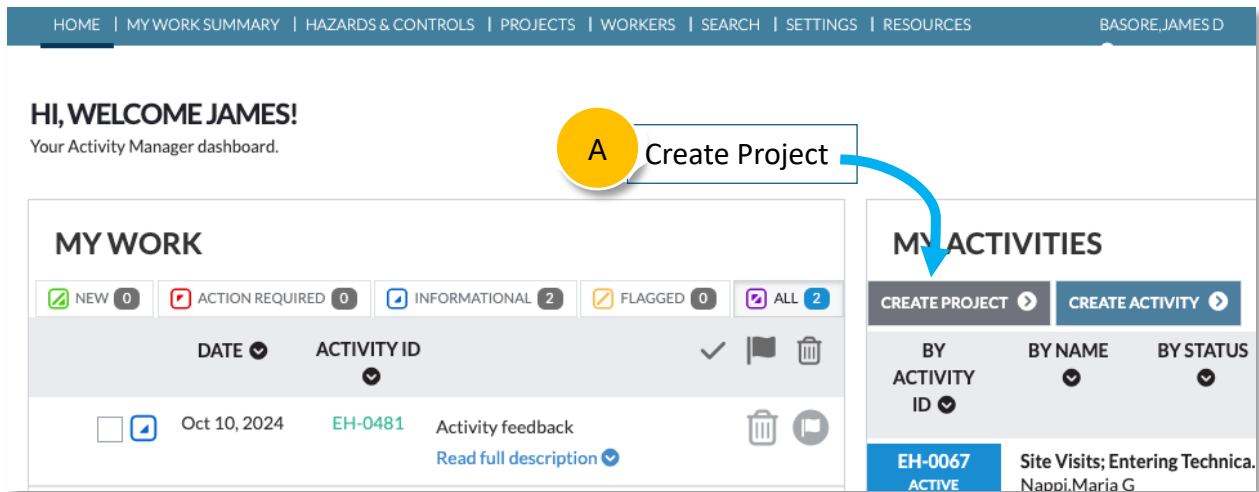 HOME | MY WORK SUMMARY | HAZARDS & CONTROLS | PROJECTS | WORKERS | SEARCH | SETTINGS | RESOURCES BASORE,JAMES D
HI, WELCOME JAMES!
Your Activity Manager dashboard.
A Create Project
MY WORK
NEW 0 ACTION REQUIRED 0 INFORMATIONAL 2 FLAGGED 0 ALL 2
DATE ACTIVITY ID
Oct 10, 2024 EH-0481 Activity feedback
Read full description
MY ACTIVITIES
CREATE PROJECT CREATE ACTIVITY
BY BY NAME BY STATUS
ACTIVITY
ID
EH-0067 Site Visits; Entering Technica.
ACTIVE Nappi,Maria G